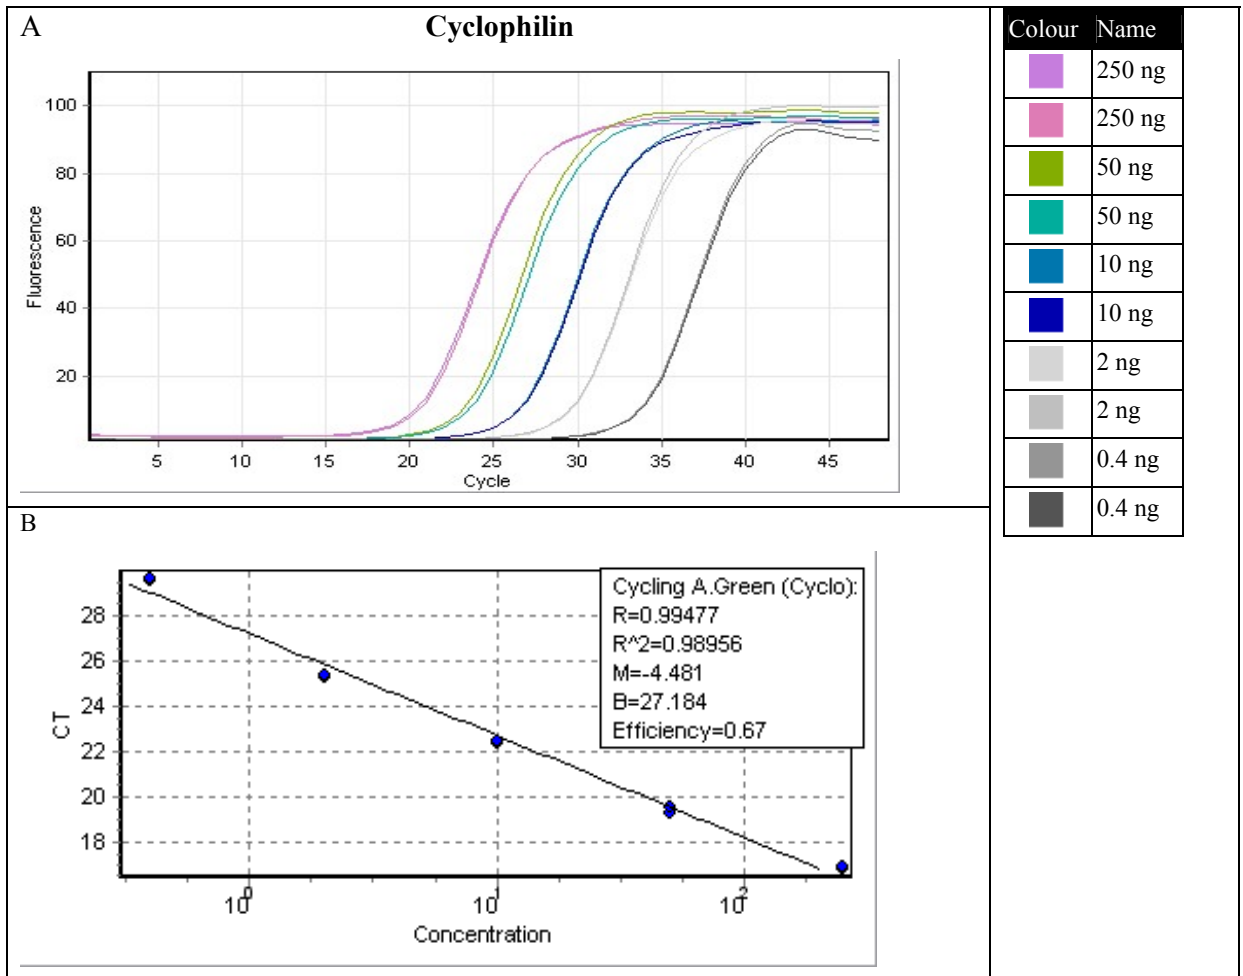 A
Cyclophilin
100
80
60
40
20
Fluorescence
5 10 15 20 25 30 35 40 45
Cycle
Colour Name
250 ng
250 ng
50 ng
50 ng
10 ng
10 ng
2 ng
2 ng
0.4 ng
0.4 ng
B
28
26
24
22
20
18
CT
Cycling A.Green (Cyclo):
R=0.99477
R^2=0.98956
M=-4.481
B=27.184
Efficiency=0.67
10^0 10^1 10^2
Concentration